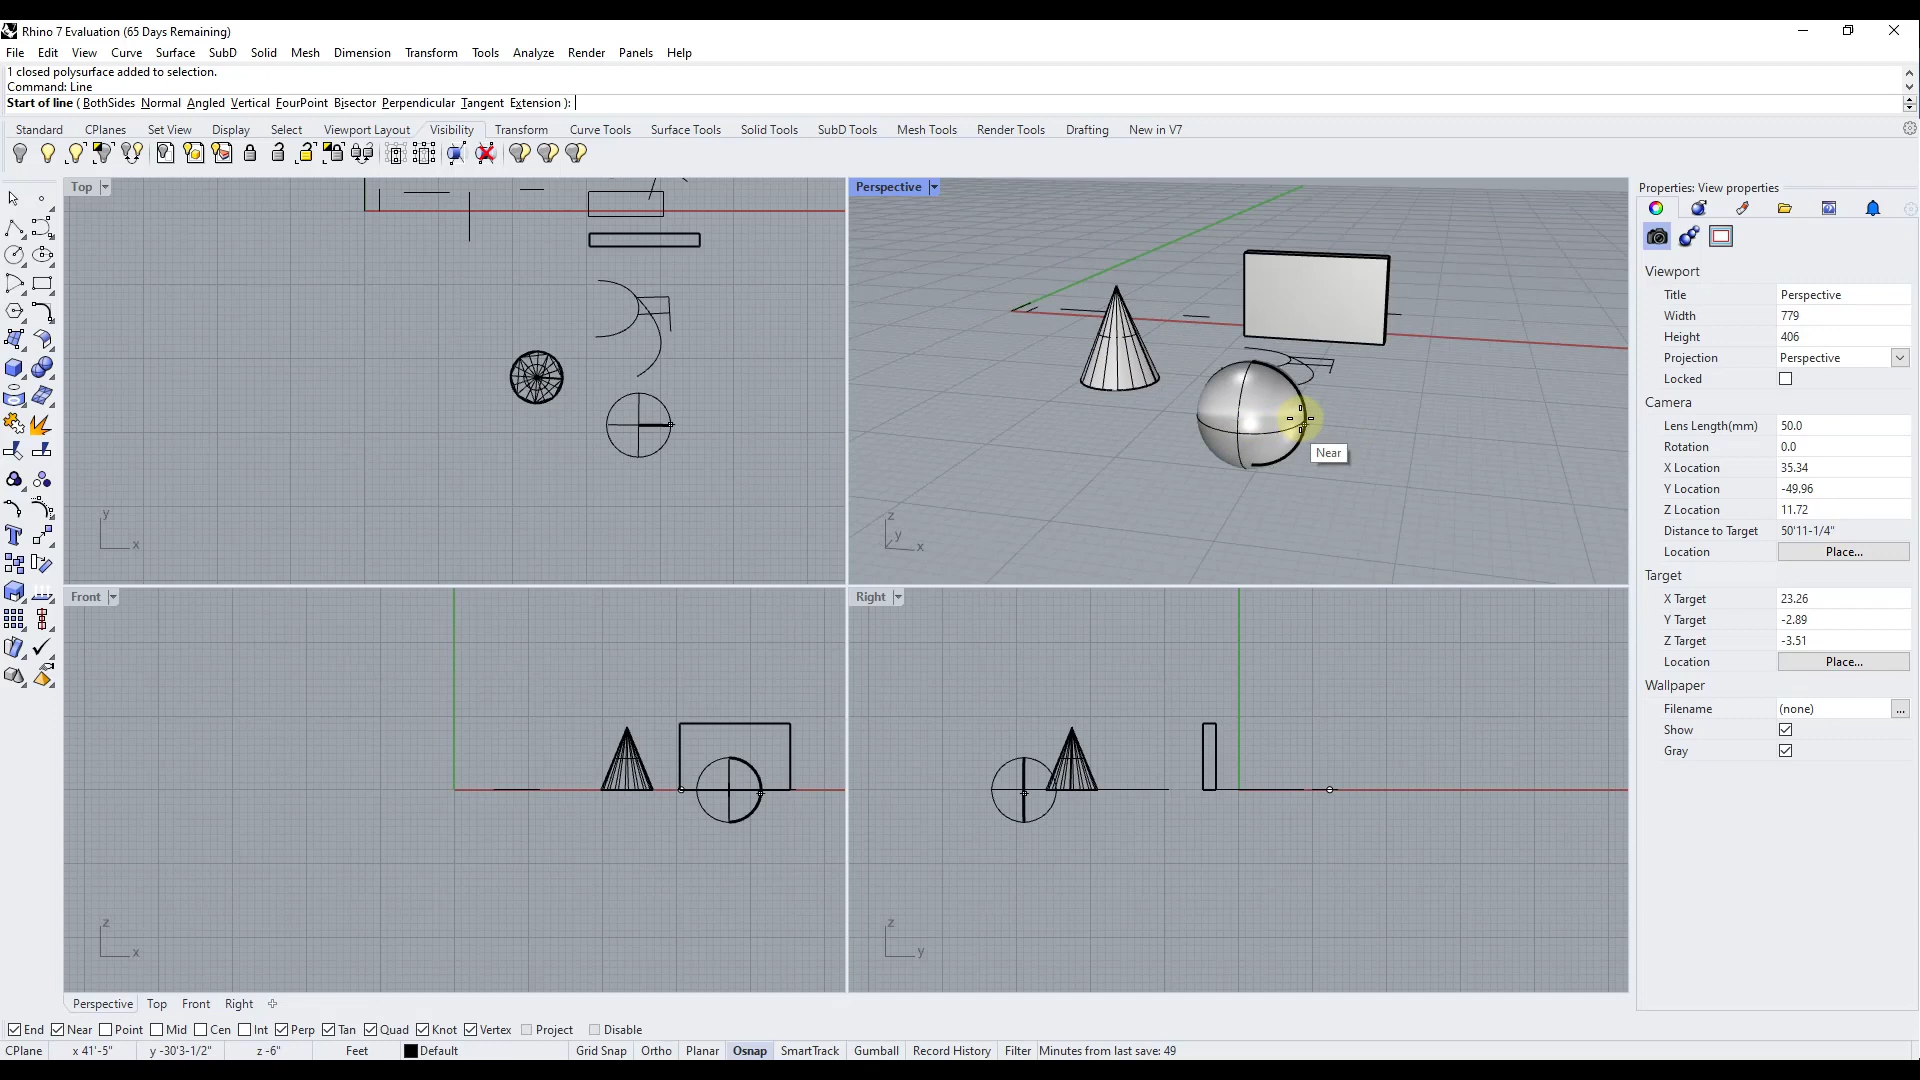 Rhino 7 Evaluation (65 Days Remaining)
File Edit View Curve Surface SubD Solid Mesh Dimension Transform Tools Analyze Render Panels Help
1 closed polysurface added to selection.
Command: Line
Start of line ( BothSides Normal Angled Vertical FourPoint Bisector Perpendicular Tangent Extension ):
Standard CPlanes Set View Display Select Viewport Layout Visibility Transform Curve Tools Surface Tools Solid Tools SubD Tools Mesh Tools Render Tools Drafting New in V7
Top
y
x
Perspective
Near
z
y
x
Front
z
x
Right
z
y
Properties: View properties
Viewport
Title Perspective
Width 779
Height 406
Projection Perspective
Locked
Camera
Lens Length(mm) 50.0
Rotation 0.0
X Location 35.34
Y Location -49.96
Z Location 11.72
Distance to Target 50'11-1/4"
Location Place...
Target
X Target 23.26
Y Target -2.89
Z Target -3.51
Location Place...
Wallpaper
Filename (none) ...
Show
Gray
Perspective Top Front Right
End Near Point Mid Cen Int Perp Tan Quad Knot Vertex Project Disable
CPlane x 41'-5" y -30'3-1/2" z -6" Feet Default Grid Snap Ortho Planar Osnap SmartTrack Gumball Record History Filter Minutes from last save: 49